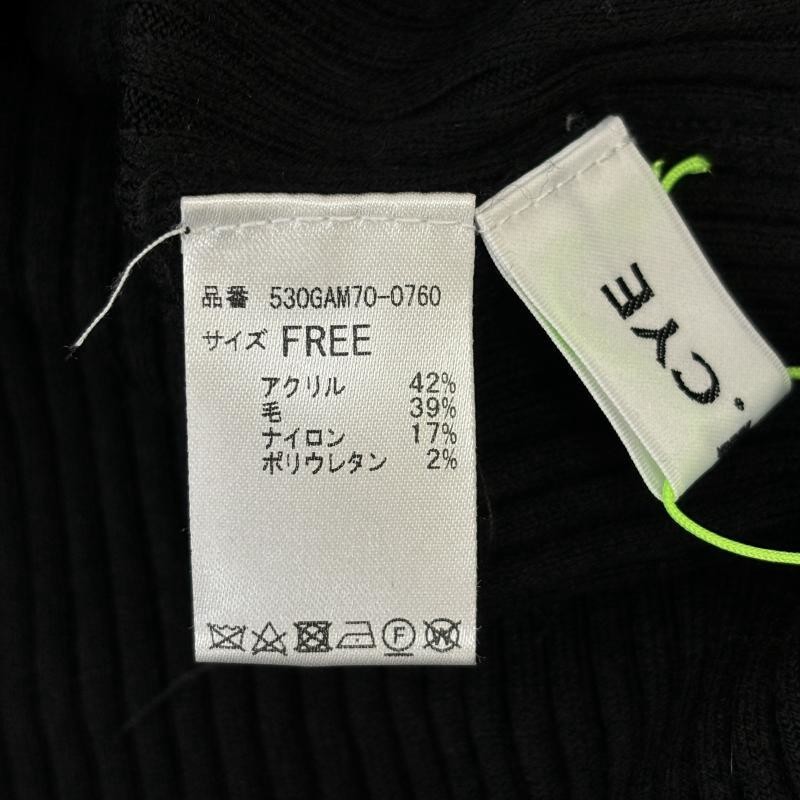 品番 530GAM70-0760
サイズ FREE
アクリル 42%
毛 39%
ナイロン 17%
ポリウレタン 2%
F
W
.CYE